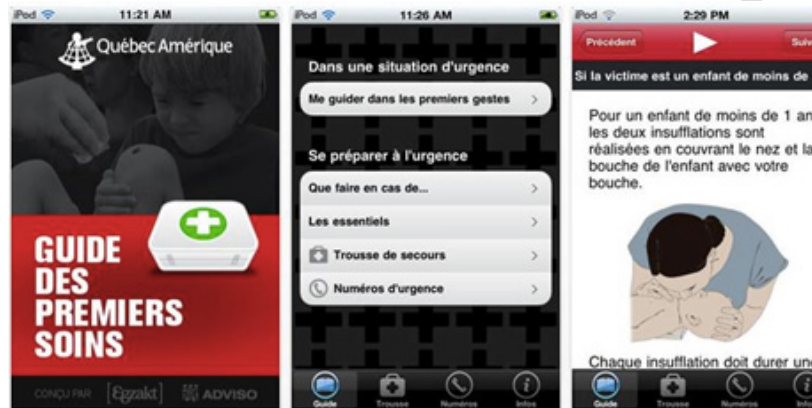 iPod 11:21 AM
Québec Amérique
GUIDE
DES
PREMIERS
SOINS
CONÇU PAR [Egzakt] ADVISO
iPod 11:26 AM
Dans une situation d'urgence
Me guider dans les premiers gestes
Se préparer à l'urgence
Que faire en cas de...
Les essentiels
Trousse de secours
Numéros d'urgence
Guide Trousse Numéros Infos
iPod 2:29 PM
Précédent Suiv
Si la victime est un enfant de moins de
Pour un enfant de moins de 1 an
les deux insufflations sont
réalisées en couvrant le nez et la
bouche de l'enfant avec votre
bouche.
Chaque insufflation doit durer une
Guide Trousse Numéros Inf